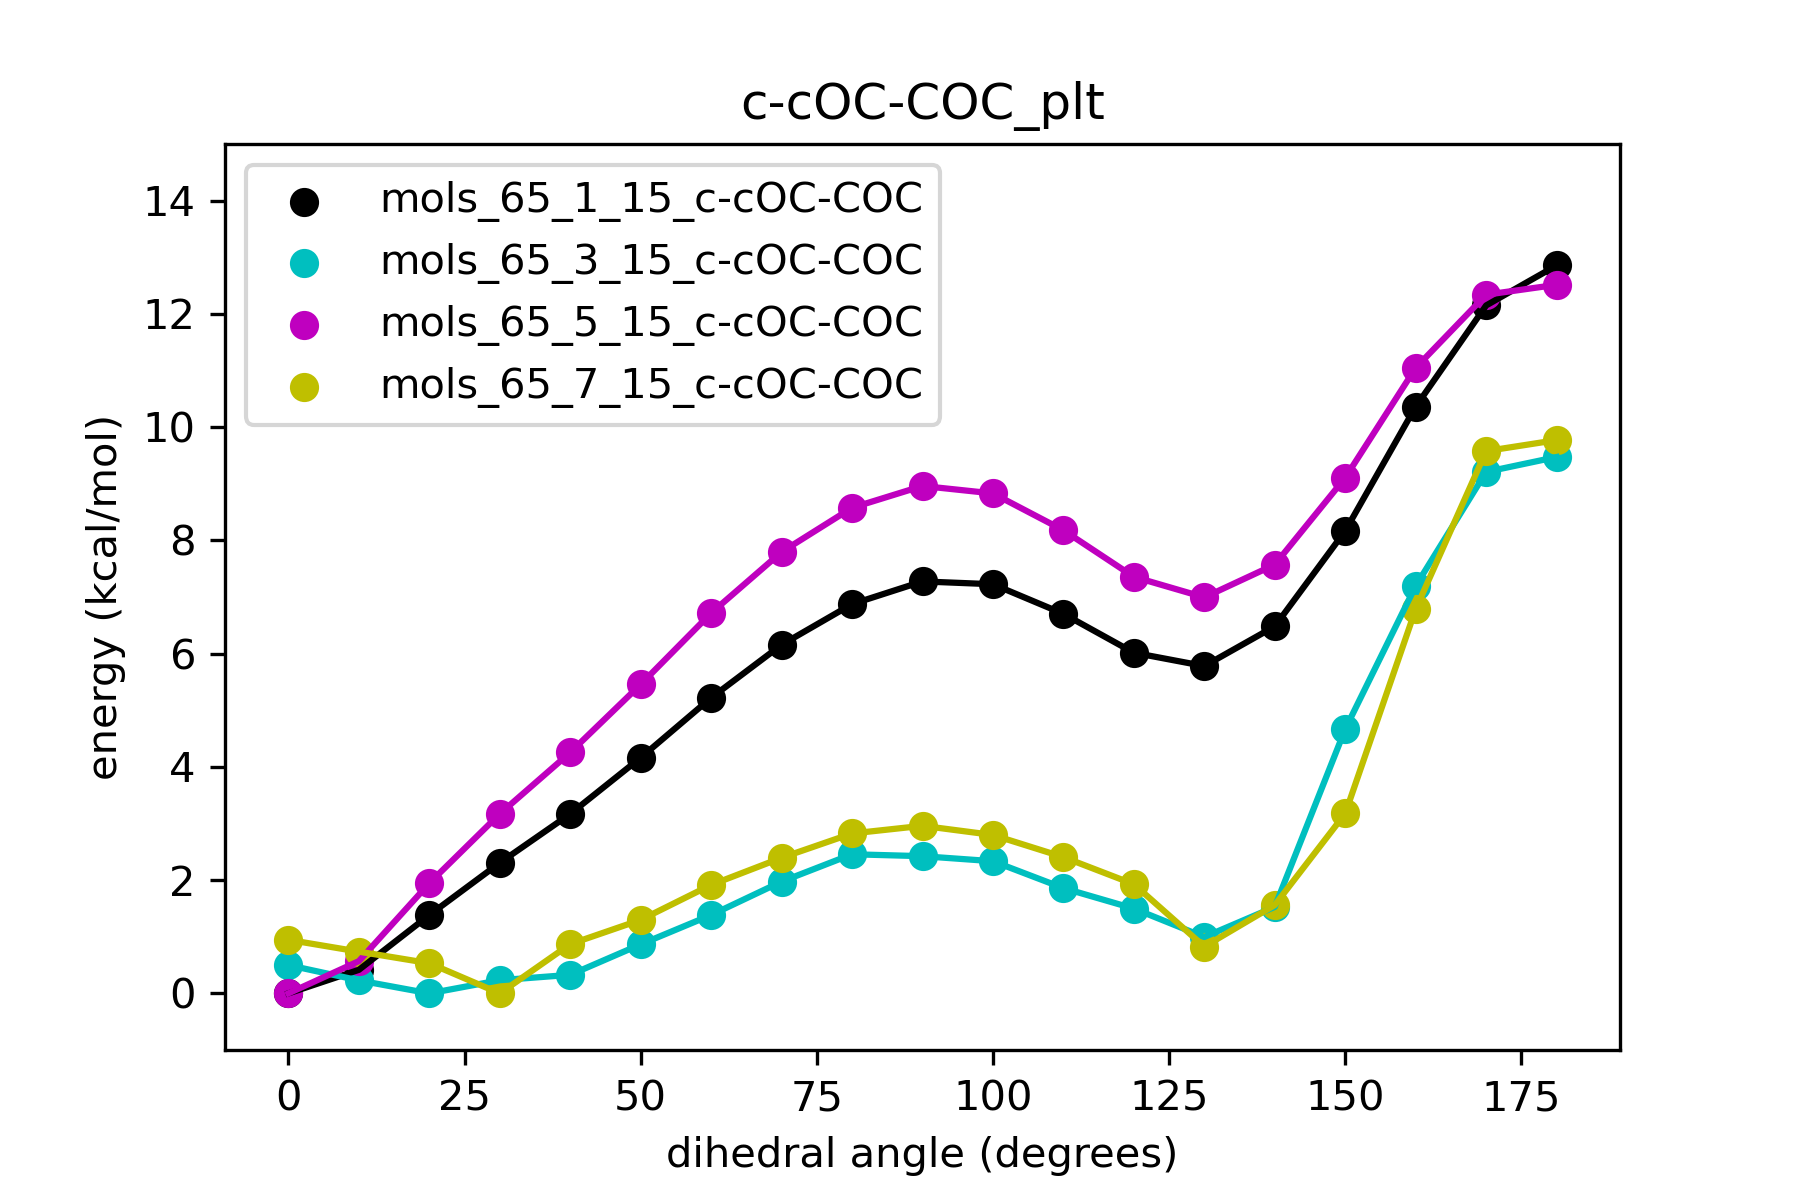 c-cOC-COC_plt
mols_65_1_15_c-cOC-COC
mols_65_3_15_c-cOC-COC
mols_65_5_15_c-cOC-COC
mols_65_7_15_c-cOC-COC
energy (kcal/mol)
14
12
10
8
6
4
2
0
0 25 50 75 100 125 150 175
dihedral angle (degrees)